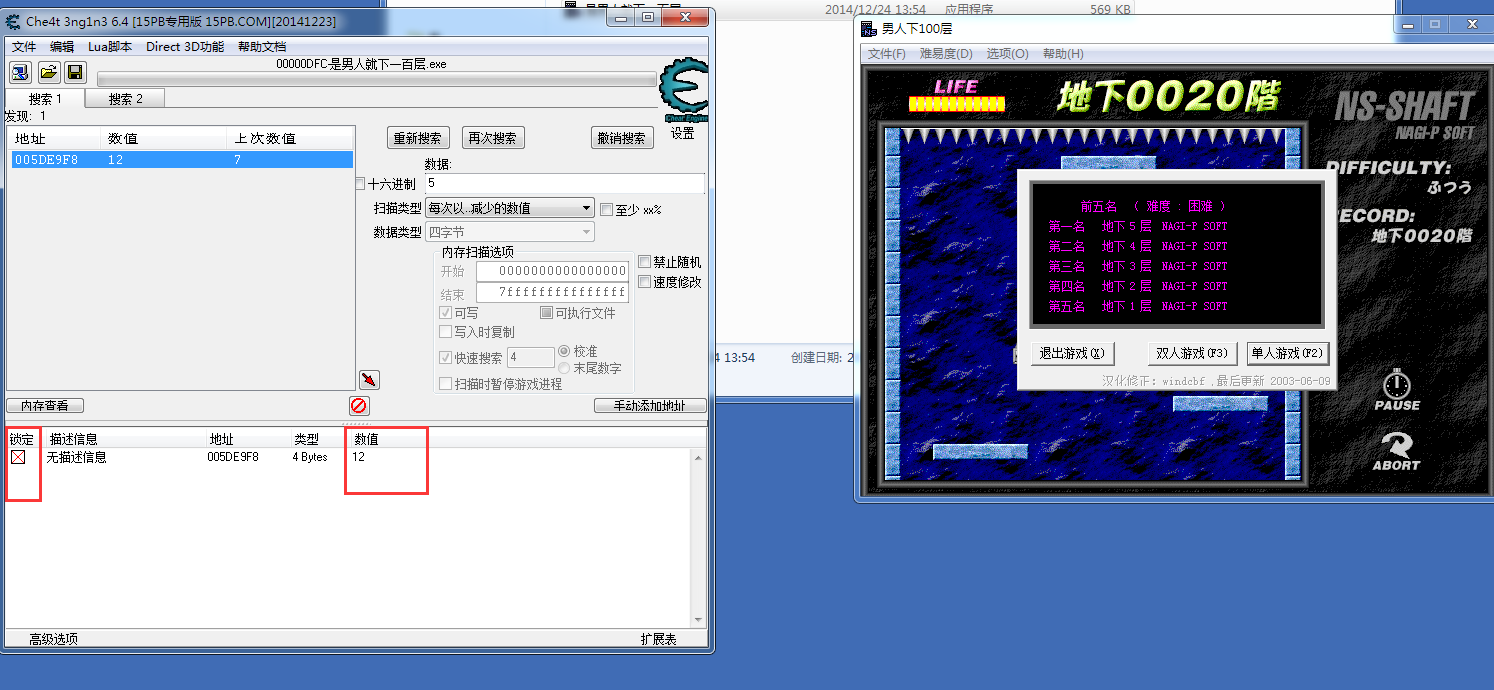 Che4t 3ng1n3 6.4 [15PB专用版 15PB.COM][20141223]
文件 编辑 Lua脚本 Direct 3D功能 帮助文档
00000DFC-是男人就下一百层.exe
搜索 1 搜索 2
发现: 1
地址 数值 上次数值
005DE9F8 12 7
重新搜索 再次搜索 撤销搜索
Cheat Engine
设置
数据:
十六进制 5
扫描类型 每次以..减少的数值 至少 xx%
数据类型 四字节
内存扫描选项
开始 0000000000000000
结束 7fffffffffffffff
禁止随机
速度修改
可写 可执行文件
写入时复制
快速搜索 4 校准
末尾数字
扫描时暂停游戏进程
内存查看 手动添加地址
锁定 描述信息 地址 类型 数值
无描述信息 005DE9F8 4 Bytes 12
高级选项 扩展表
2014/12/24 13:54 应用程序 569 KB
4 13:54 创建日期: 2
男人下100层
文件(F) 难易度(D) 选项(O) 帮助(H)
LIFE
地下0020階
NS-SHAFT
NAGI-P SOFT
DIFFICULTY:
ふつう
RECORD:
地下0020階
前五名 ( 难度 : 困难 )
第一名 地下 5 层 NAGI-P SOFT
第二名 地下 4 层 NAGI-P SOFT
第三名 地下 3 层 NAGI-P SOFT
第四名 地下 2 层 NAGI-P SOFT
第五名 地下 1 层 NAGI-P SOFT
退出游戏(X) 双人游戏(F3) 单人游戏(F2)
汉化修正: windcbf ,最后更新 2003-06-09
PAUSE
ABORT